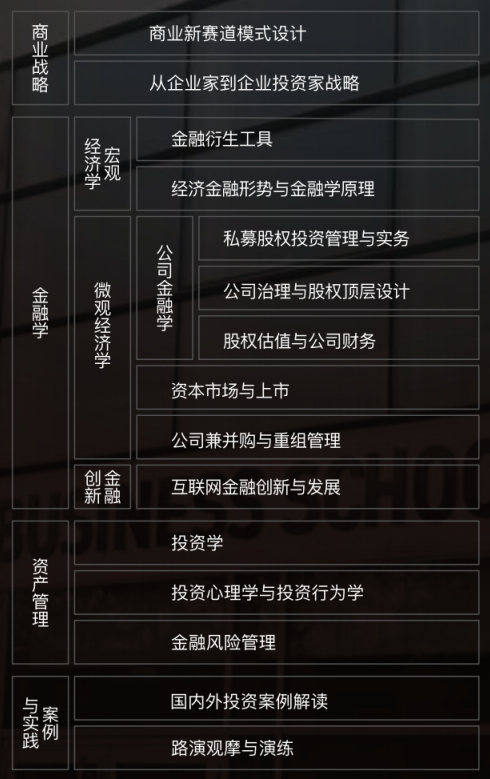 商业战略
商业新赛道模式设计
从企业家到企业投资家战略
金融学
宏观经济学
金融衍生工具
经济金融形势与金融学原理
微观经济学
公司金融学
私募股权投资管理与实务
公司治理与股权顶层设计
股权估值与公司财务
资本市场与上市
公司兼并购与重组管理
金融创新
互联网金融创新与发展
资产管理
投资学
投资心理学与投资行为学
金融风险管理
案例与实践
国内外投资案例解读
路演观摩与演练
BUSINESS SCHOO